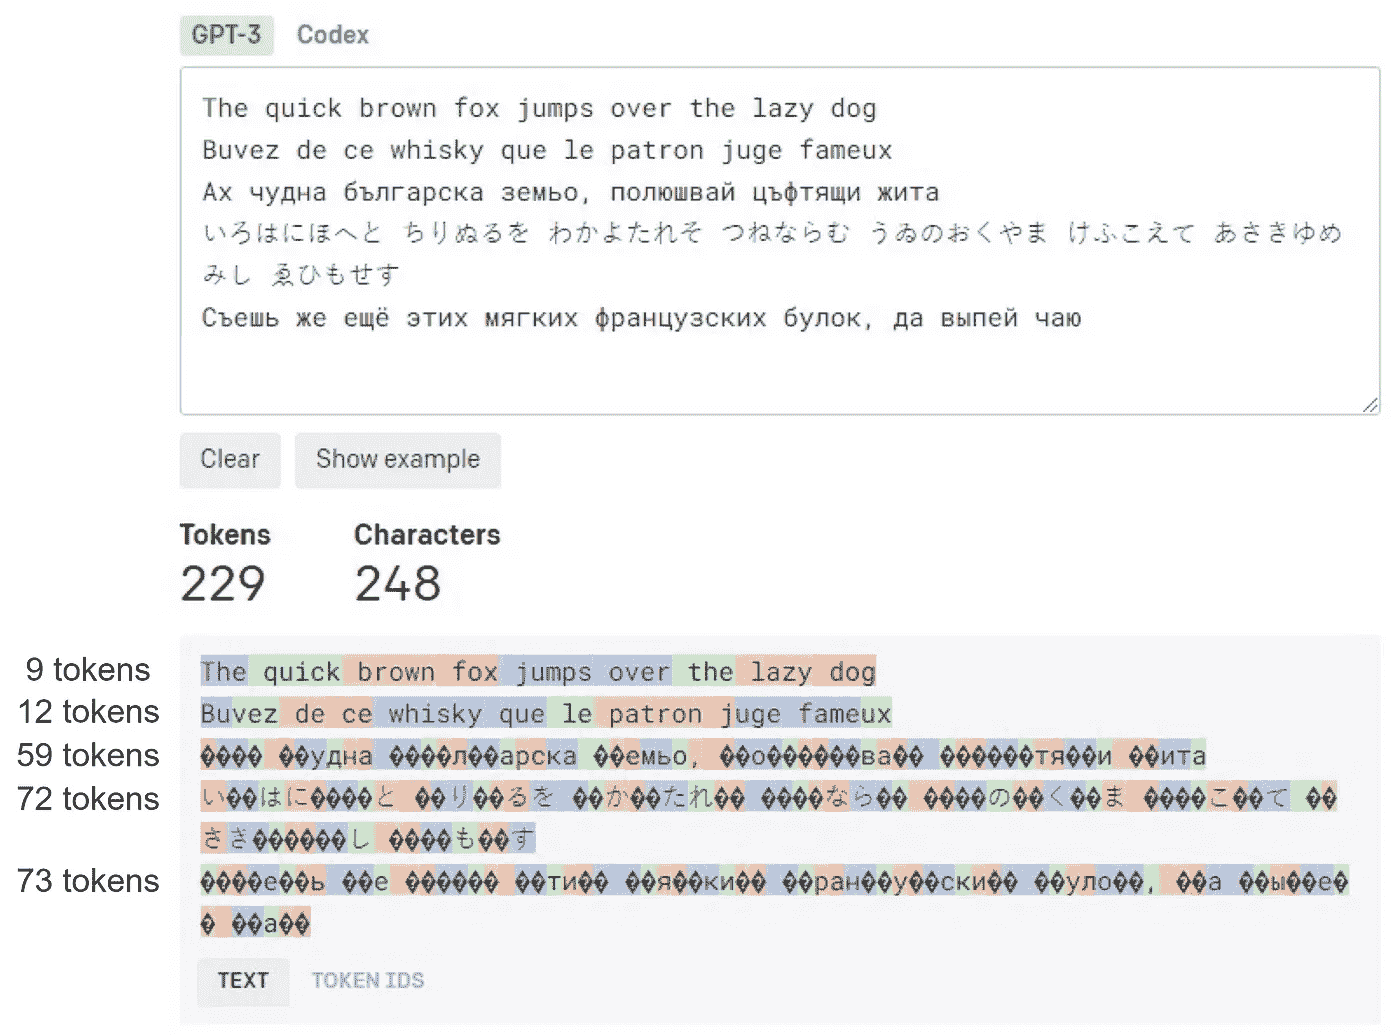 GPT-3 Codex
The quick brown fox jumps over the lazy dog
Buvez de ce whisky que le patron juge fameux
Ах чудна българска земьо, полюшвай цъфтящи жита
いろはにほへと ちりぬるを わかよたれそ つねならむ うゐのおくやま けふこえて あさきゆめ
みし ゑひもせす
Съешь же ещё этих мягких французских булок, да выпей чаю
Clear Show example
Tokens Characters
229 248
9 tokens The quick brown fox jumps over the lazy dog
12 tokens Buvez de ce whisky que le patron juge fameux
59 tokens ���� ��удна ����л��арска ��емьо, ��о������ва�� ������тя��и ��ита
72 tokens い��はに����と ��り��るを ��か��たれ�� ����なら�� ����の��く��ま ����こ��て ��
さき������し ����も��す
73 tokens ����е��ь ��е ������ ��ти�� ��я��ки�� ��ран��у��ски�� ��уло��, ��а ��ы��е�
� ��а��
TEXT TOKEN IDS